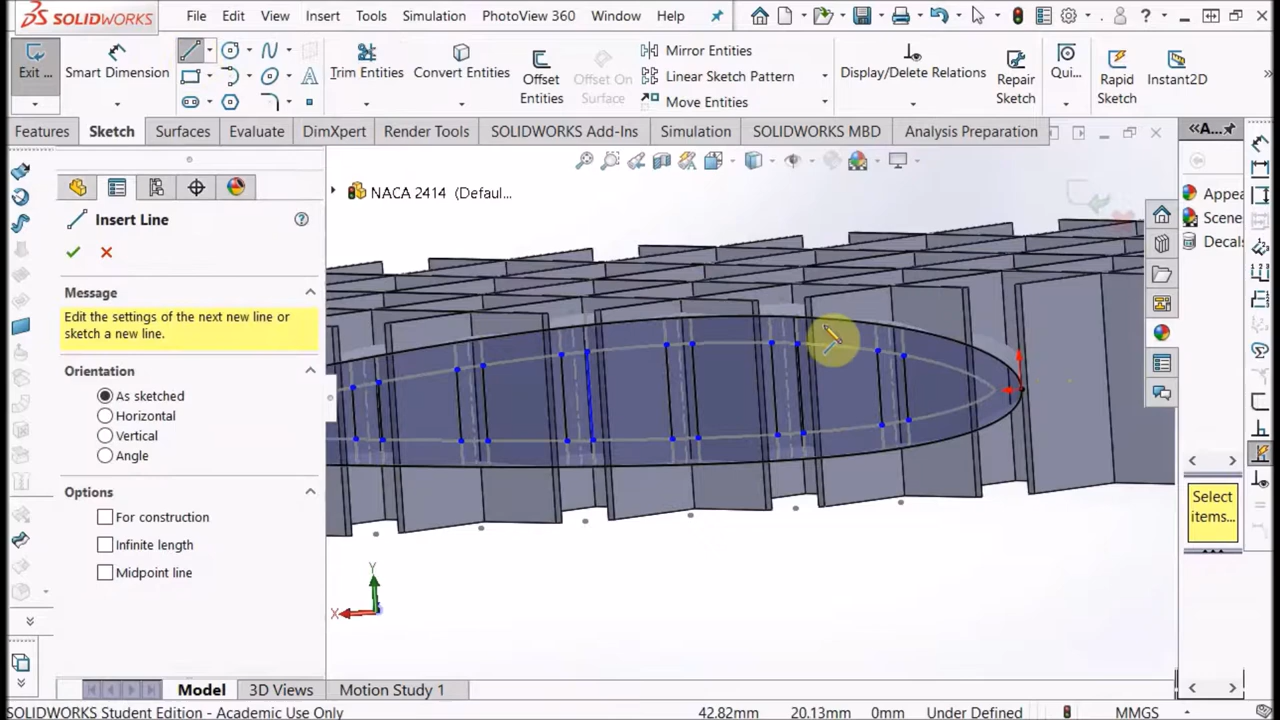 SOLIDWORKS File Edit View Insert Tools Simulation PhotoView 360 Window Help
Exit ... Smart Dimension Trim Entities Convert Entities Offset Entities Offset On Surface Mirror Entities Linear Sketch Pattern Move Entities Display/Delete Relations Repair Sketch Qui... Rapid Sketch Instant2D
Features Sketch Surfaces Evaluate DimXpert Render Tools SOLIDWORKS Add-Ins Simulation SOLIDWORKS MBD Analysis Preparation
«A...
NACA 2414 (Defaul...
Appea
Scene
Decals
Insert Line
Message
Edit the settings of the next new line or
sketch a new line.
Orientation
As sketched
Horizontal
Vertical
Angle
Options
For construction
Infinite length
Midpoint line
Select
items...
Y
X
Model 3D Views Motion Study 1
SOLIDWORKS Student Edition - Academic Use Only 42.82mm 20.13mm 0mm Under Defined MMGS